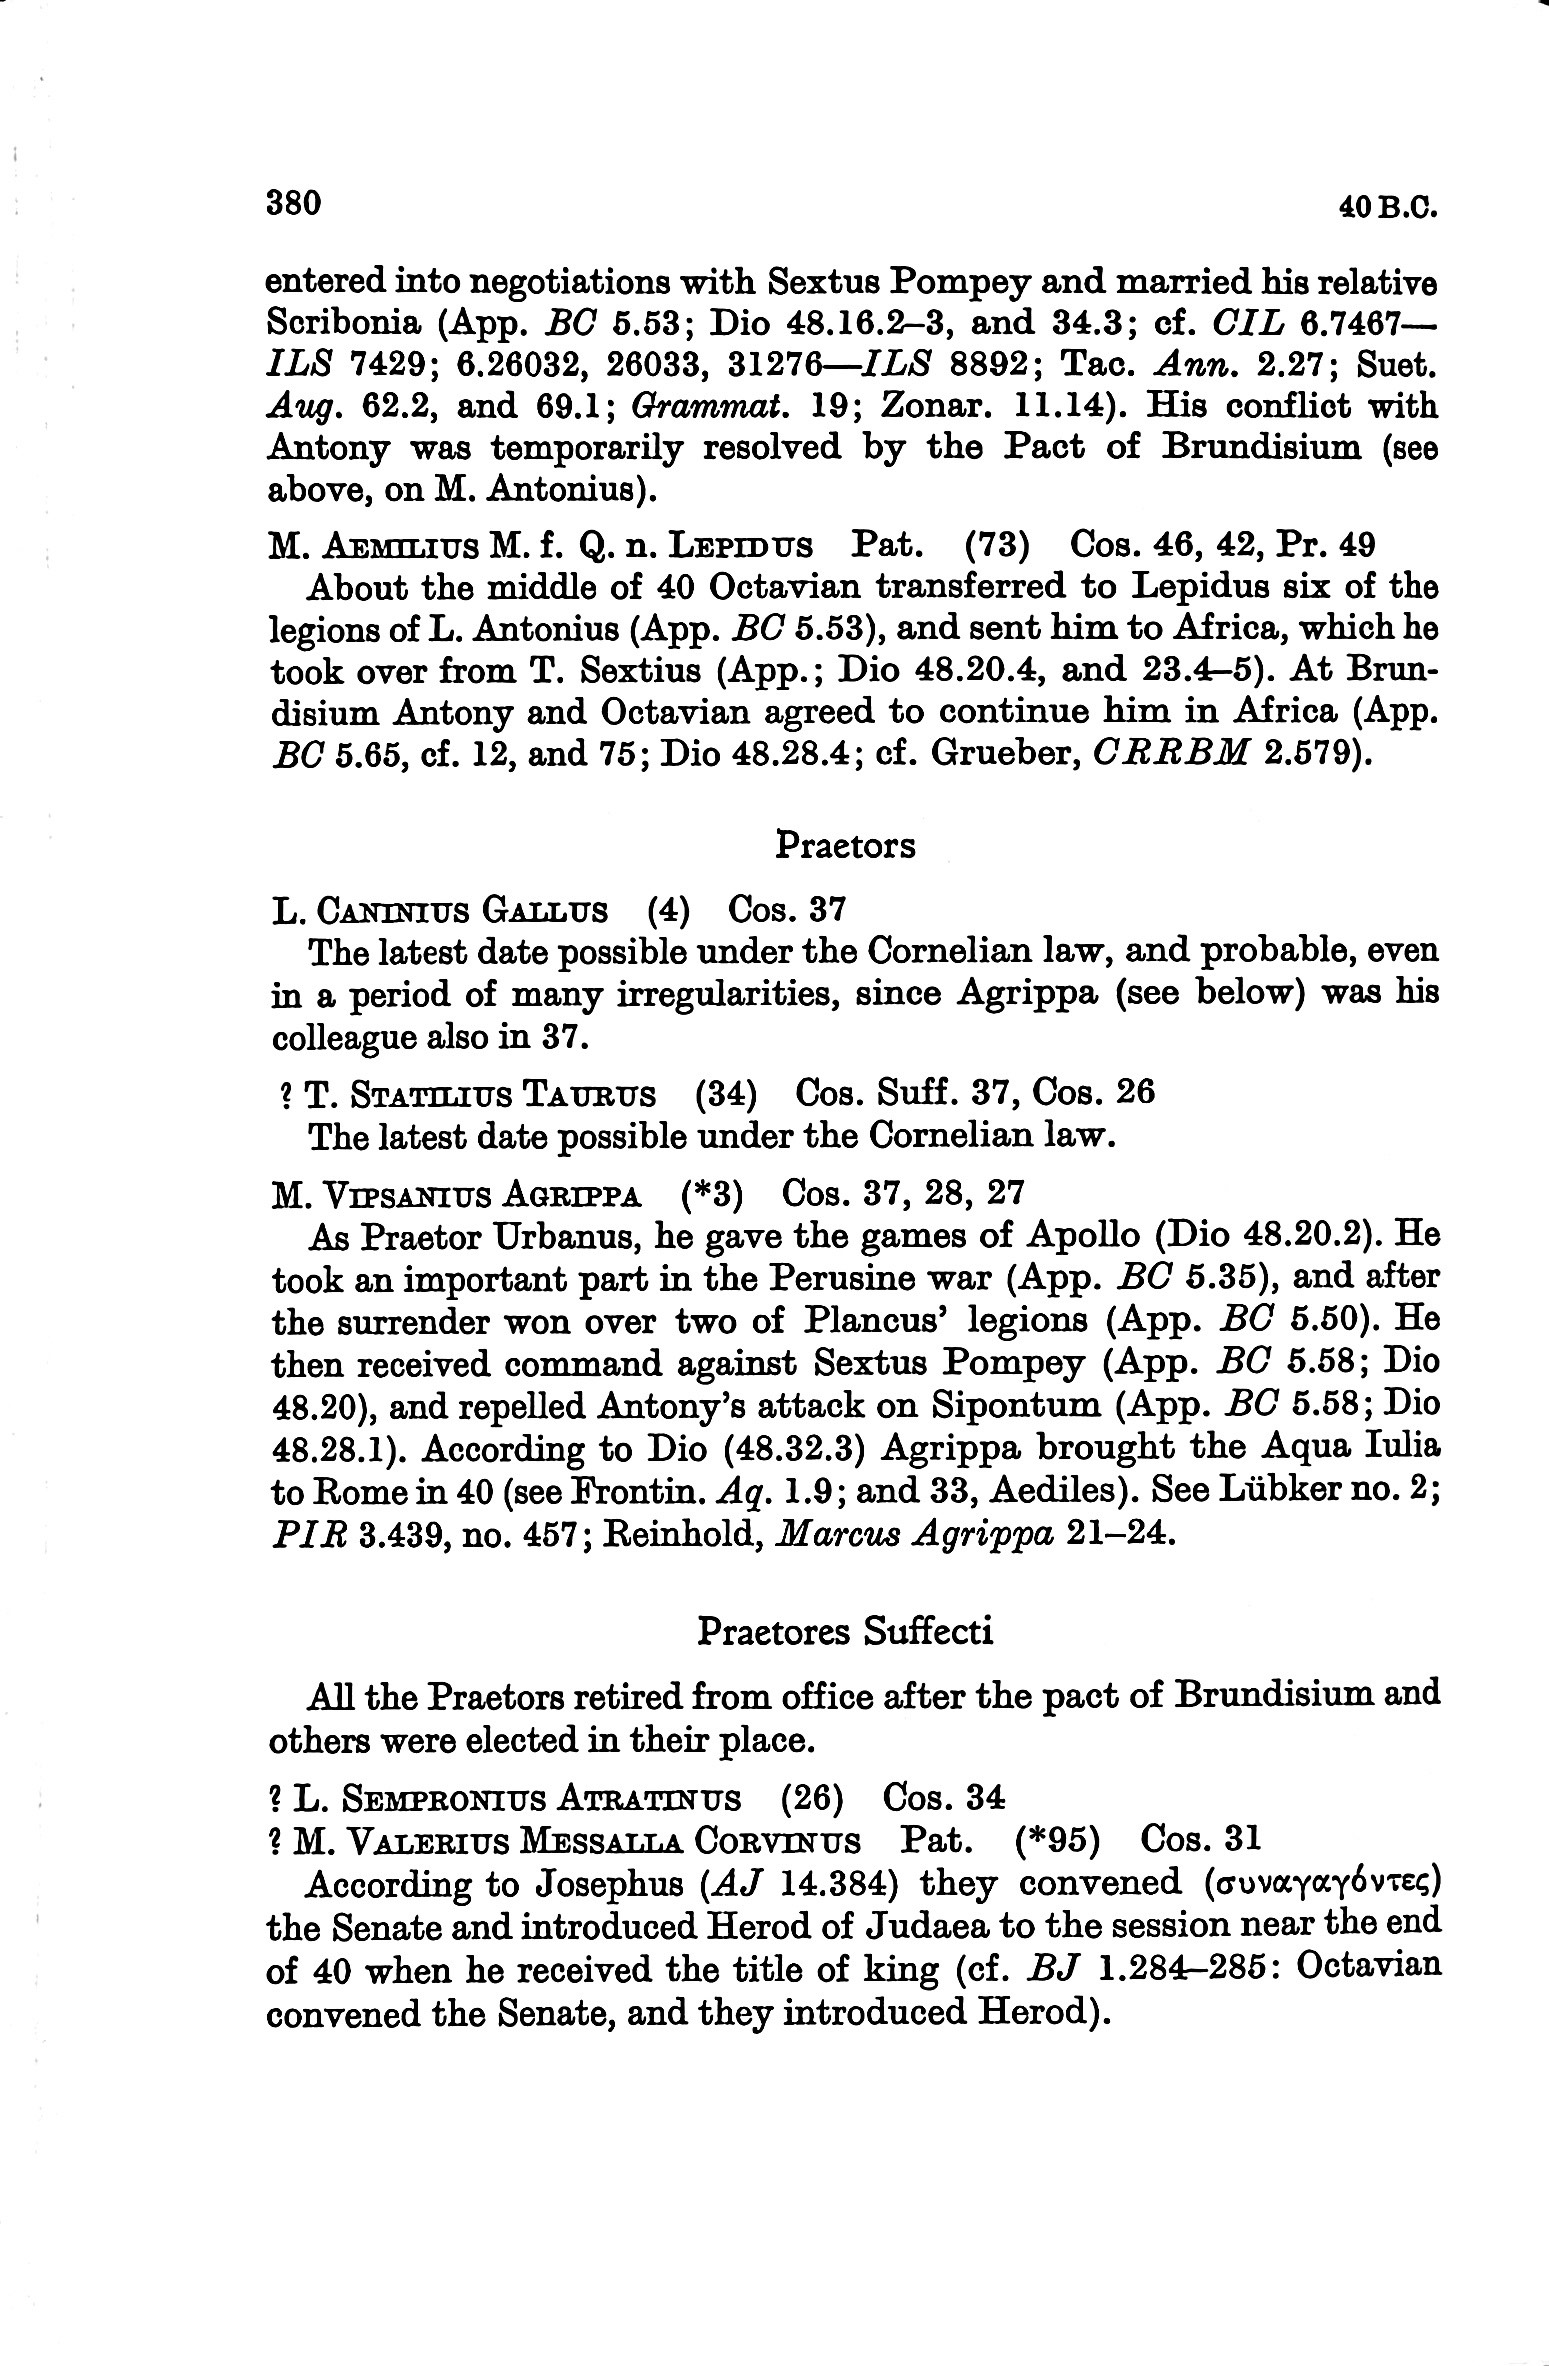 380
40 B.C.
entered into negotiations with Sextus Pompey and married his relative
Scribonia (App. BC 5.53; Dio 48.16.2–3, and 34.3; cf. CIL 6.7467—
ILS 7429; 6.26032, 26033, 31276—ILS 8892; Tac. Ann. 2.27; Suet.
Aug. 62.2, and 69.1; Grammat. 19; Zonar. 11.14). His conflict with
Antony was temporarily resolved by the Pact of Brundisium (see
above, on M. Antonius).
M. AEMILIUS M. f. Q. n. LEPIDUS Pat. (73) Cos. 46, 42, Pr. 49
About the middle of 40 Octavian transferred to Lepidus six of the
legions of L. Antonius (App. BC 5.53), and sent him to Africa, which he
took over from T. Sextius (App.; Dio 48.20.4, and 23.4–5). At Brun-
disium Antony and Octavian agreed to continue him in Africa (App.
BC 5.65, cf. 12, and 75; Dio 48.28.4; cf. Grueber, CRRBM 2.579).
Praetors
L. CANINIUS GALLUS (4) Cos. 37
The latest date possible under the Cornelian law, and probable, even
in a period of many irregularities, since Agrippa (see below) was his
colleague also in 37.
? T. STATILIUS TAURUS (34) Cos. Suff. 37, Cos. 26
The latest date possible under the Cornelian law.
M. VIPSANIUS AGRIPPA (*3) Cos. 37, 28, 27
As Praetor Urbanus, he gave the games of Apollo (Dio 48.20.2). He
took an important part in the Perusine war (App. BC 5.35), and after
the surrender won over two of Plancus' legions (App. BC 5.50). He
then received command against Sextus Pompey (App. BC 5.58; Dio
48.20), and repelled Antony's attack on Sipontum (App. BC 5.58; Dio
48.28.1). According to Dio (48.32.3) Agrippa brought the Aqua Iulia
to Rome in 40 (see Frontin. Aq. 1.9; and 33, Aediles). See Lübker no. 2;
PIR 3.439, no. 457; Reinhold, Marcus Agrippa 21–24.
Praetores Suffecti
All the Praetors retired from office after the pact of Brundisium and
others were elected in their place.
? L. SEMPRONIUS ATRATINUS (26) Cos. 34
? M. VALERIUS MESSALLA CORVINUS Pat. (*95) Cos. 31
According to Josephus (AJ 14.384) they convened (συναγαγόντες)
the Senate and introduced Herod of Judaea to the session near the end
of 40 when he received the title of king (cf. BJ 1.284–285: Octavian
convened the Senate, and they introduced Herod).